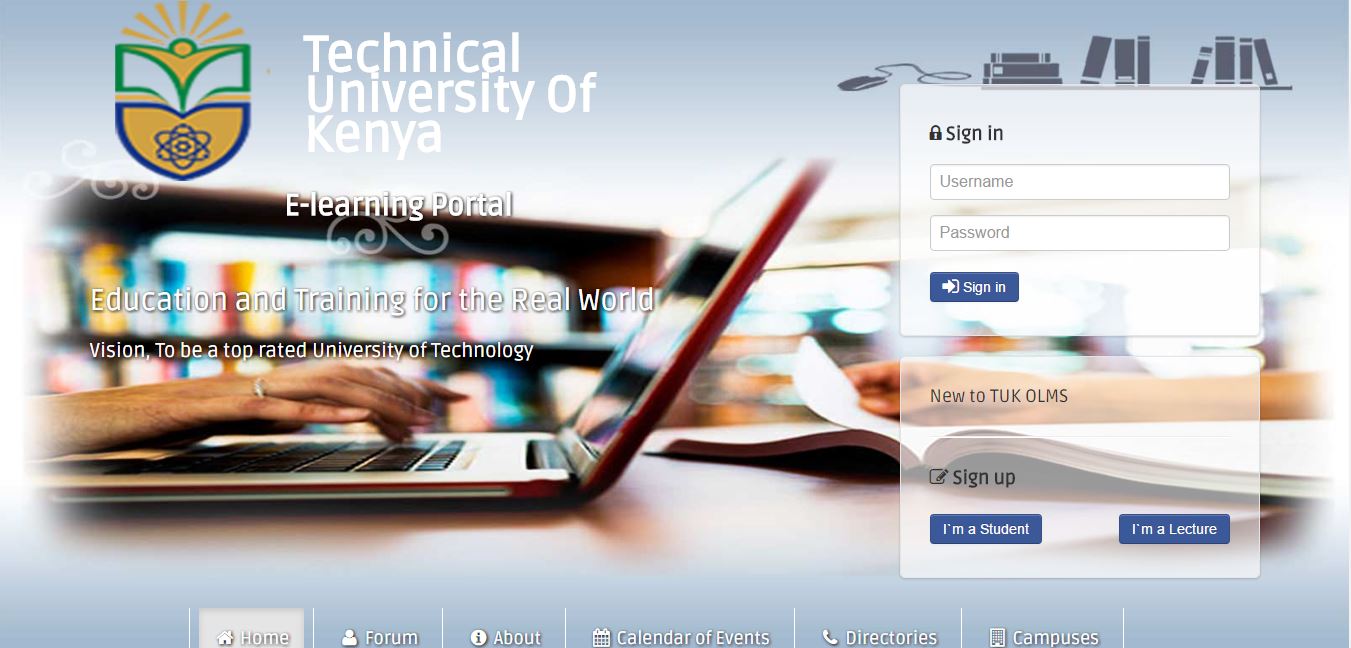 Technical
University Of
Kenya
E-learning Portal
Education and Training for the Real World
Vision, To be a top rated University of Technology
Sign in
Username
Password
Sign in
New to TUK OLMS
Sign up
I`m a Student
I`m a Lecture
Home
Forum
About
Calendar of Events
Directories
Campuses